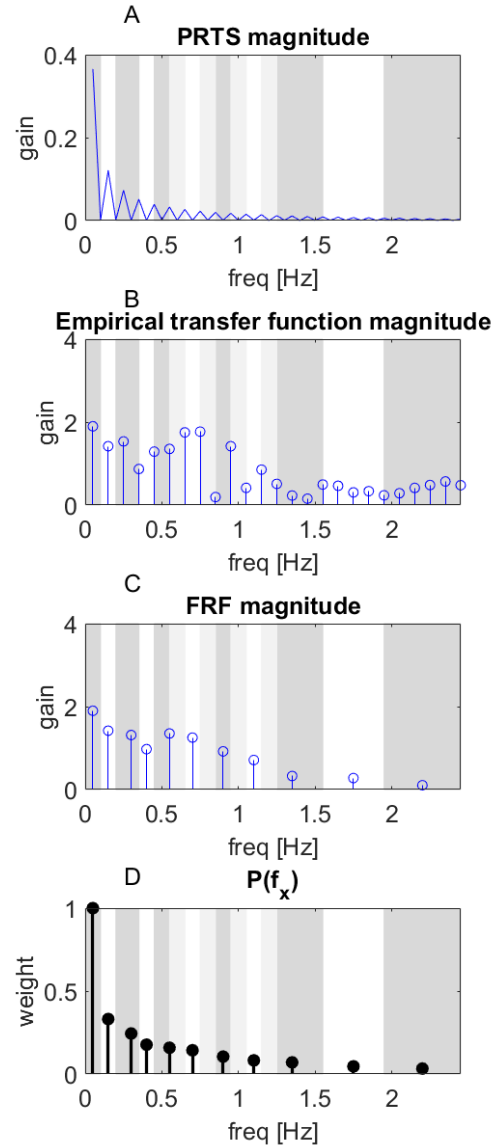 A
PRTS magnitude
0.4
0.2
0
gain
0 0.5 1 1.5 2
freq [Hz]
B
Empirical transfer function magnitude
4
2
0
gain
0 0.5 1 1.5 2
freq [Hz]
C
FRF magnitude
4
2
0
gain
0 0.5 1 1.5 2
freq [Hz]
D
P(f_x)
1
0.5
0
weight
0 0.5 1 1.5 2
freq [Hz]